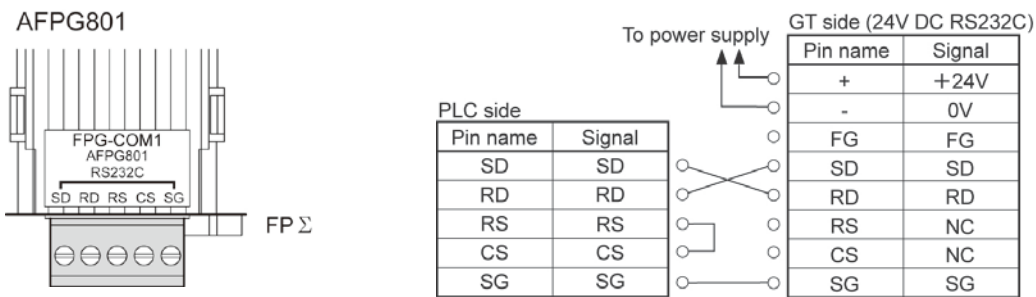 AFPG801
FPG-COM1
AFPG801
RS232C
SD RD RS CS SG
FP Σ
To power supply
PLC side
Pin name Signal
SD SD
RD RD
RS RS
CS CS
SG SG
GT side (24V DC RS232C)
Pin name Signal
+ +24V
- 0V
FG FG
SD SD
RD RD
RS NC
CS NC
SG SG